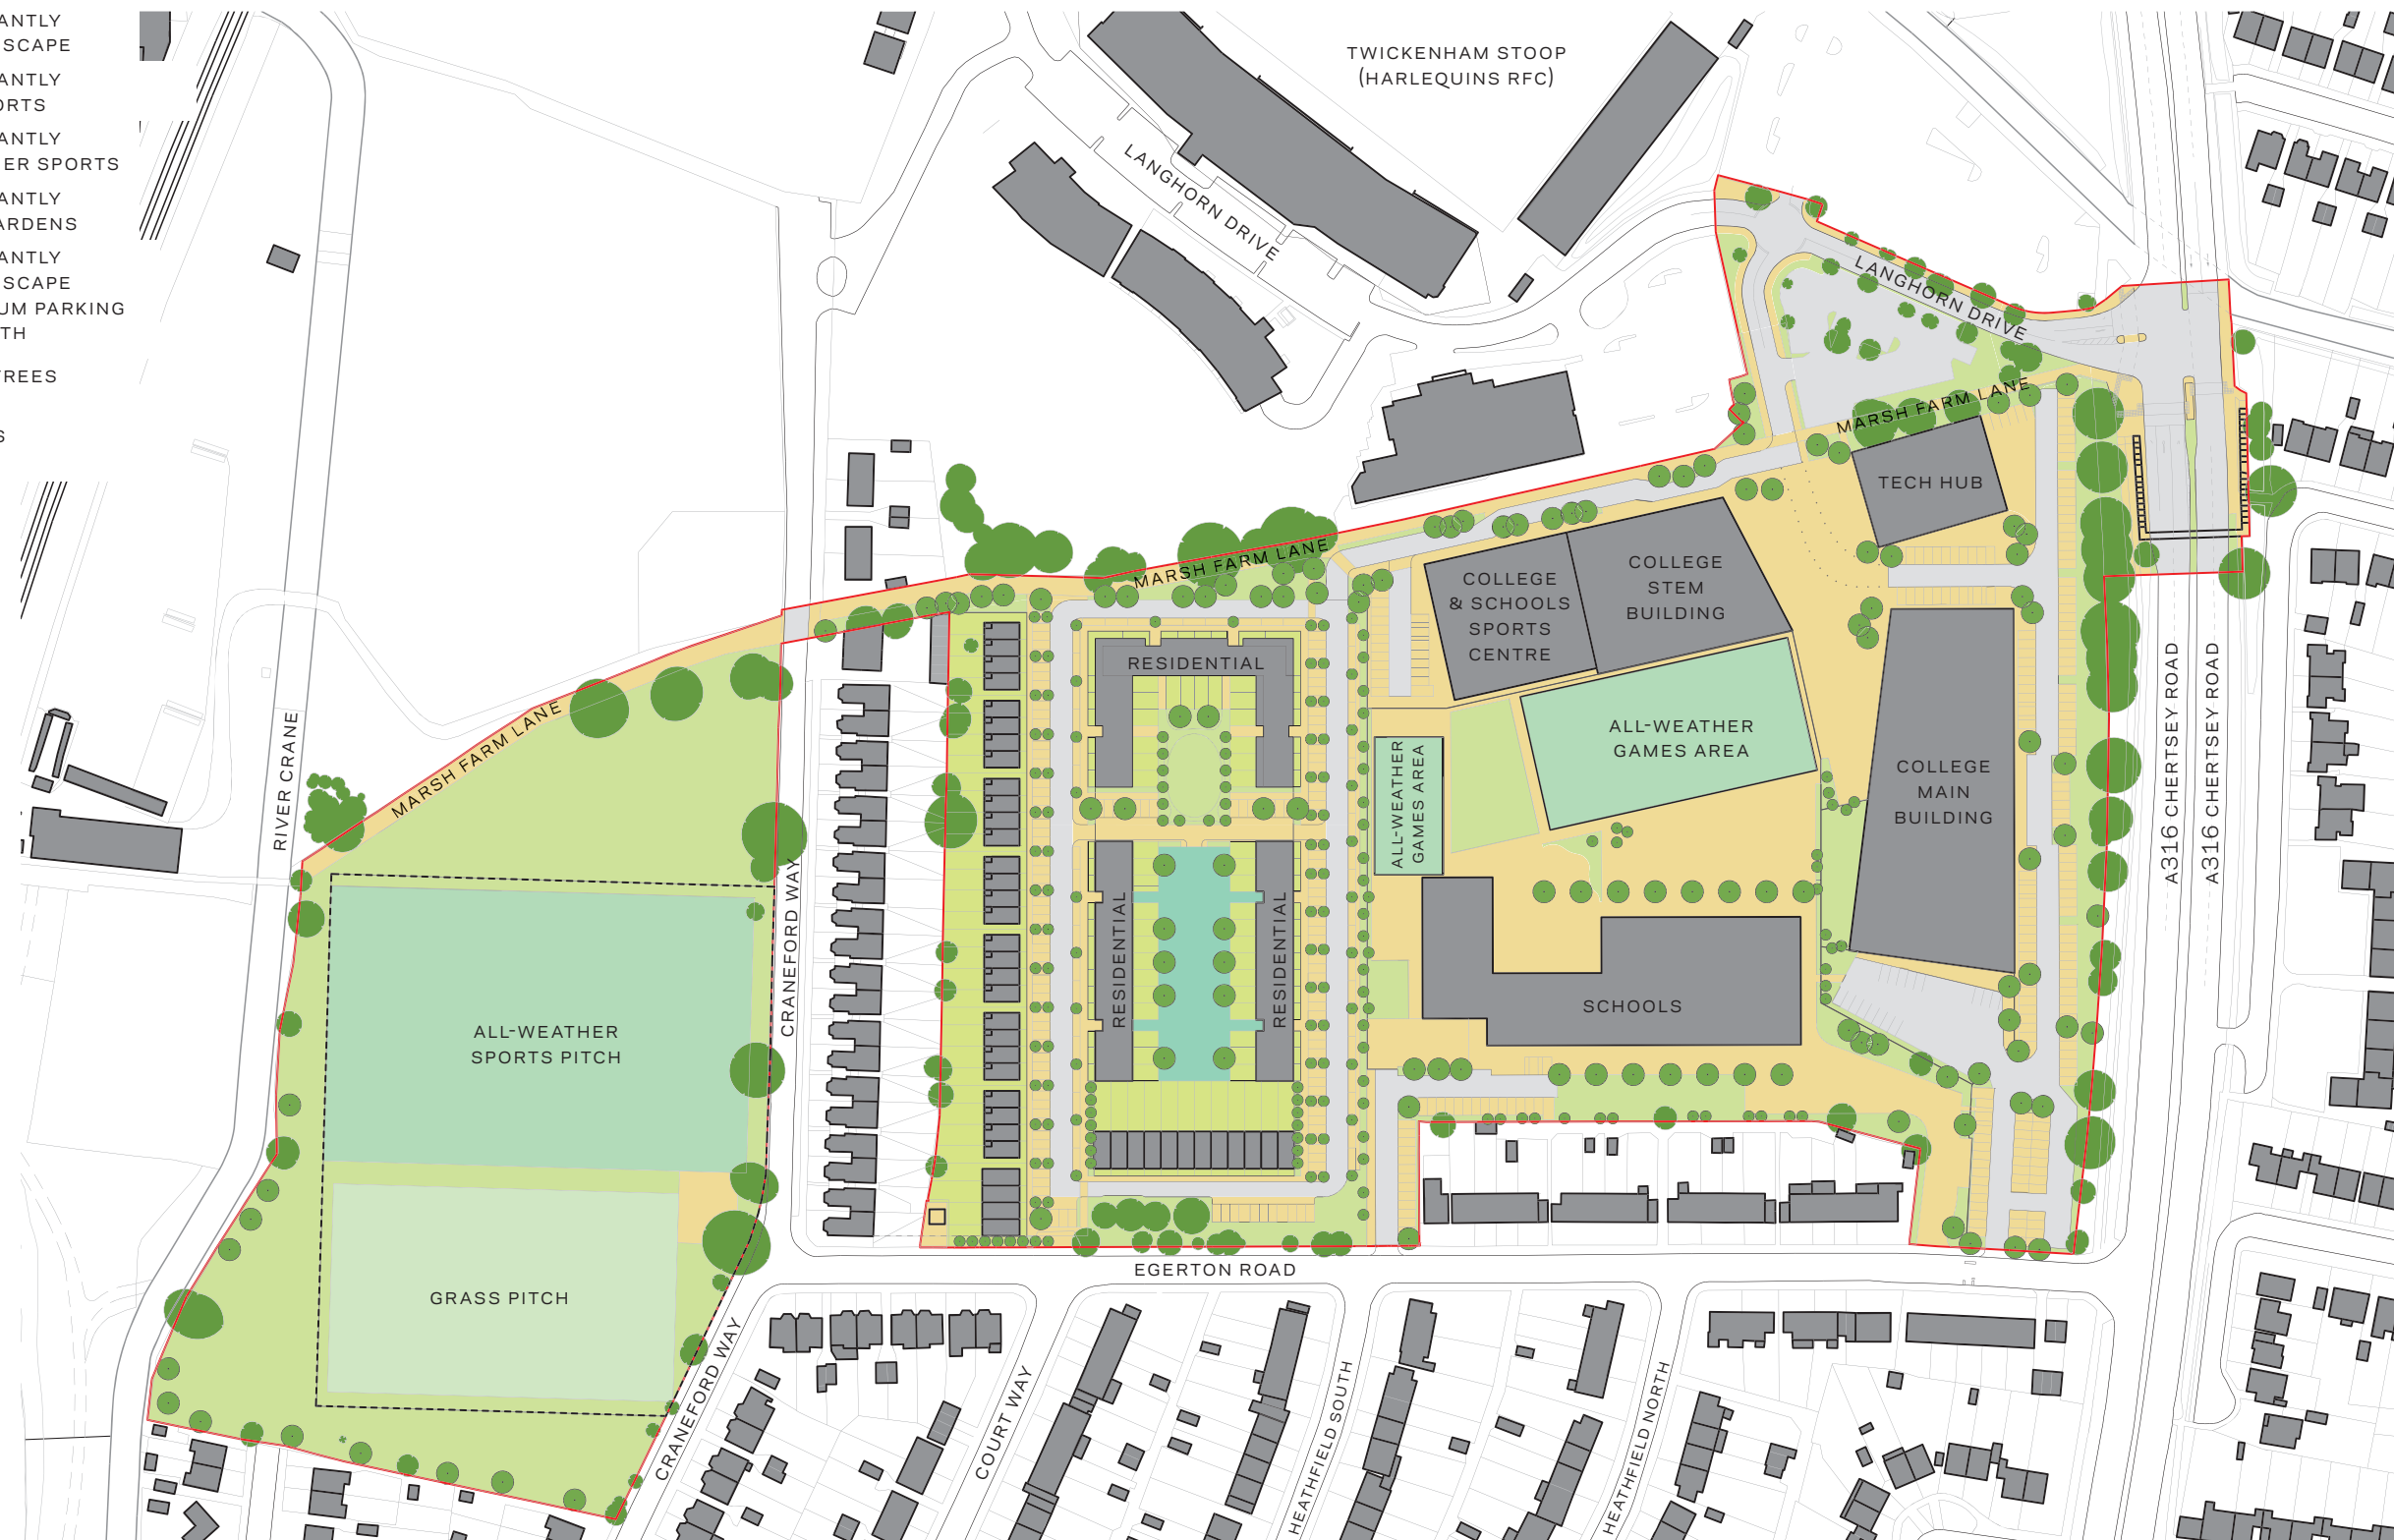 ANTLY
SCAPE
ANTLY
ORTS
ANTLY
ER SPORTS
ANTLY
ARDENS
ANTLY
SCAPE
UM PARKING
TH
TREES
S
TWICKENHAM STOOP
(HARLEQUINS RFC)
LANGHORN DRIVE
LANGHORN DRIVE
MARSH FARM LANE
TECH HUB
MARSH FARM LANE
COLLEGE
& SCHOOLS
SPORTS
CENTRE
COLLEGE
STEM
BUILDING
RESIDENTIAL
ALL-WEATHER
GAMES AREA
ALL-WEATHER
GAMES AREA
COLLEGE
MAIN
BUILDING
A316 CHERTSEY ROAD
A316 CHERTSEY ROAD
MARSH FARM LANE
RIVER CRANE
CRANEFORD WAY
RESIDENTIAL
RESIDENTIAL
SCHOOLS
ALL-WEATHER
SPORTS PITCH
GRASS PITCH
EGERTON ROAD
CRANEFORD WAY
COURT WAY
HEATHFIELD SOUTH
HEATHFIELD NORTH